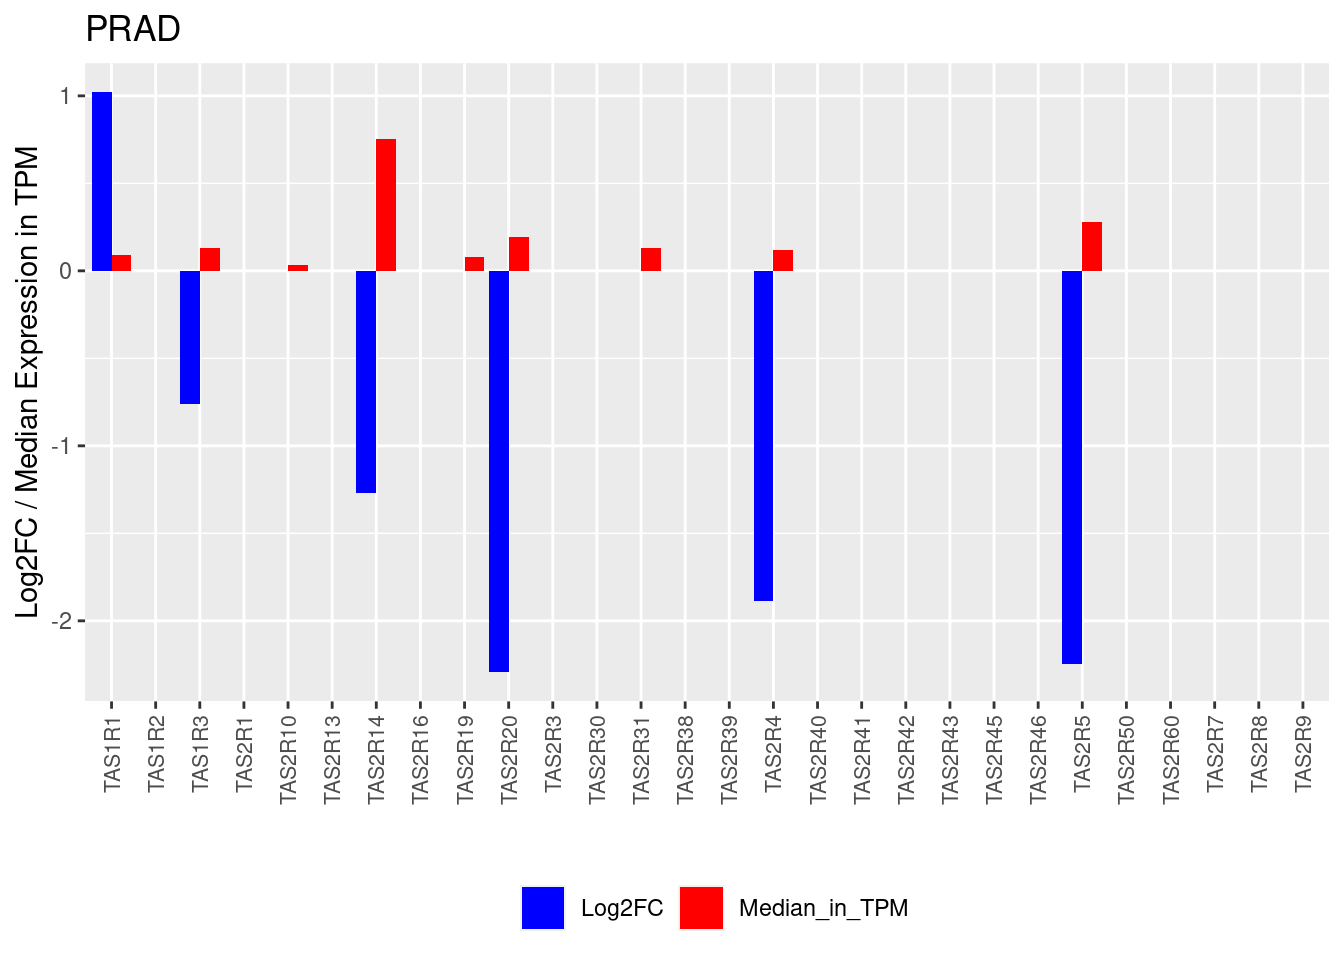 PRAD
Log2FC / Median Expression in TPM
1
0
-1
-2
TAS1R1
TAS1R2
TAS1R3
TAS2R1
TAS2R10
TAS2R13
TAS2R14
TAS2R16
TAS2R19
TAS2R20
TAS2R3
TAS2R30
TAS2R31
TAS2R38
TAS2R39
TAS2R4
TAS2R40
TAS2R41
TAS2R42
TAS2R43
TAS2R45
TAS2R46
TAS2R5
TAS2R50
TAS2R60
TAS2R7
TAS2R8
TAS2R9
Log2FC
Median_in_TPM